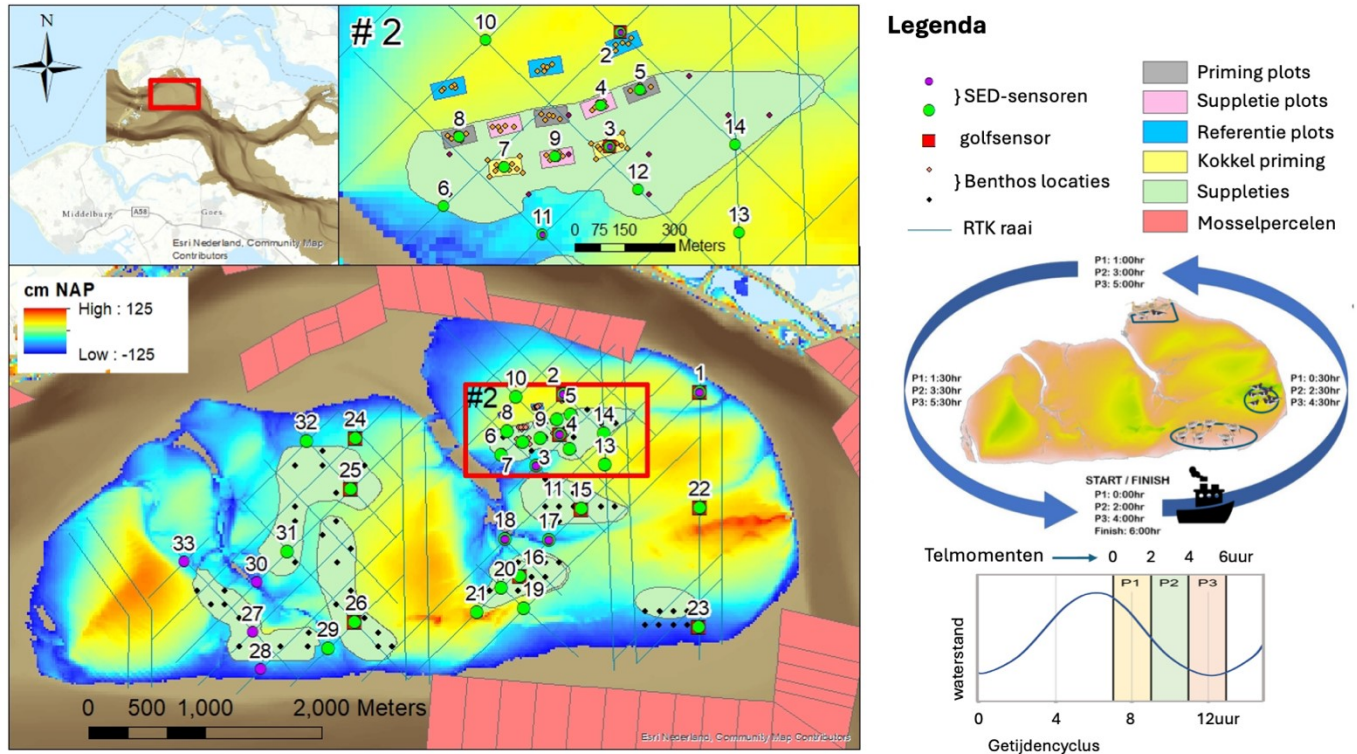 N
Middelburg
A58
Goes
Esri Nederland, Community Map
Contributors
# 2
10
2
5
4
8
3
14
9
7
12
6
11
13
0 75 150 300
Meters
cm NAP
High : 125
Low : -125
#2
1
2
10
5
8
14
9
4
6
13
7
3
32
24
25
11
15
22
18
17
31
33
30
16
20
21
19
26
23
27
29
28
0 500 1,000 2,000 Meters
Esri Nederland, Community Map Contributors
Legenda
} SED-sensoren
golfsensor
} Benthos locaties
RTK raai
Priming plots
Suppletie plots
Referentie plots
Kokkel priming
Suppleties
Mosselpercelen
P1: 1:00hr
P2: 3:00hr
P3: 5:00hr
P1: 1:30hr
P2: 3:30hr
P3: 5:30hr
P1: 0:30hr
P2: 2:30hr
P3: 4:30hr
START / FINISH
P1: 0:00hr
P2: 2:00hr
P3: 4:00hr
Finish: 6:00hr
Telmomenten 0 2 4 6uur
P1 P2 P3
waterstand
0 4 8 12uur
Getijdencyclus